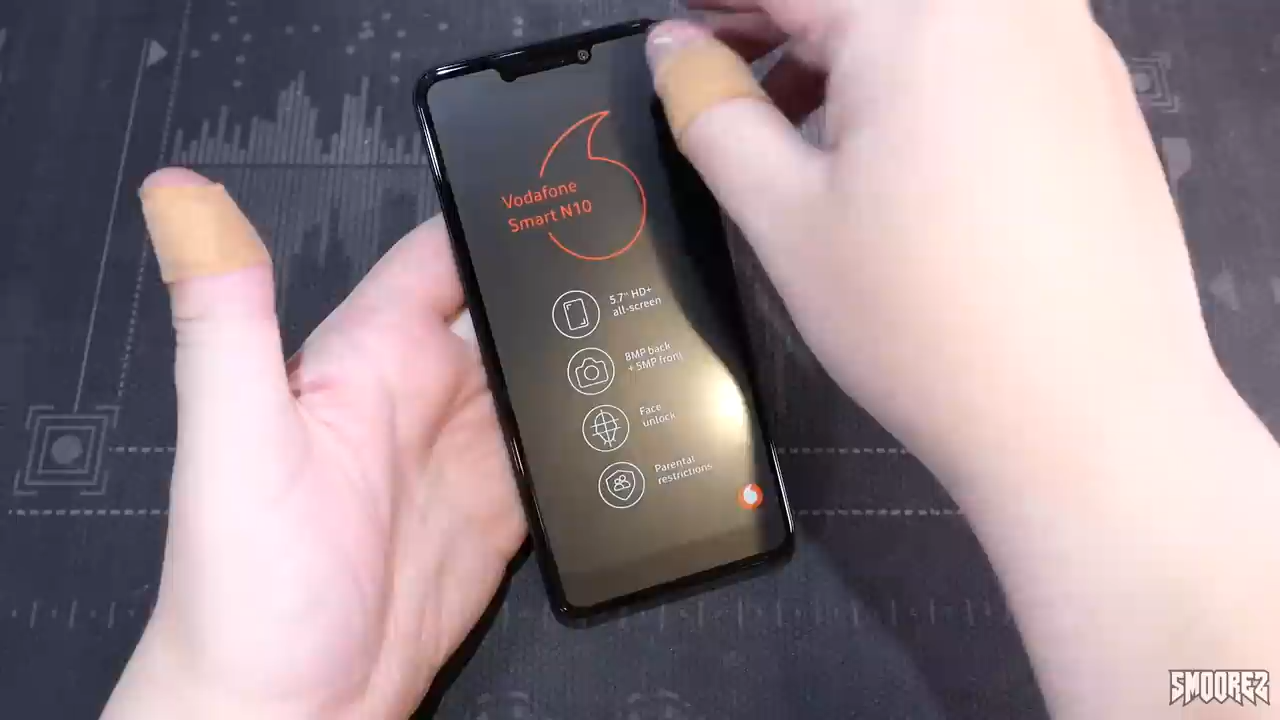 Vodafone
Smart N10
5.7" HD+
all-screen
8MP back
+ 5MP front
Face
unlock
Parental
restrictions
SMOOREZ